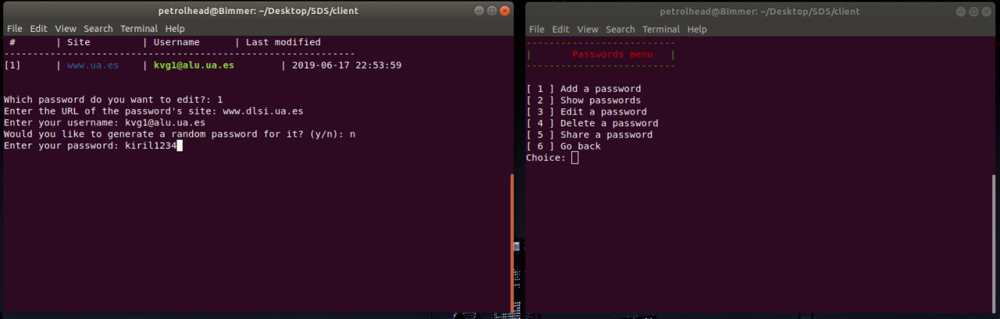 petrolhead@Bimmer: ~/Desktop/SDS/client
File Edit View Search Terminal Help
# | Site | Username | Last modified
--------------------------------------------------------------
[1] | www.ua.es | kvg1@alu.ua.es | 2019-06-17 22:53:59
Which password do you want to edit?: 1
Enter the URL of the password's site: www.dlsi.ua.es
Enter your username: kvg1@alu.ua.es
Would you like to generate a random password for it? (y/n): n
Enter your password: kiril1234
petrolhead@Bimmer: ~/Desktop/SDS/client
File Edit View Search Terminal Help
--------------------------
| Passwords menu |
--------------------------
[ 1 ] Add a password
[ 2 ] Show passwords
[ 3 ] Edit a password
[ 4 ] Delete a password
[ 5 ] Share a password
[ 6 ] Go back
Choice: